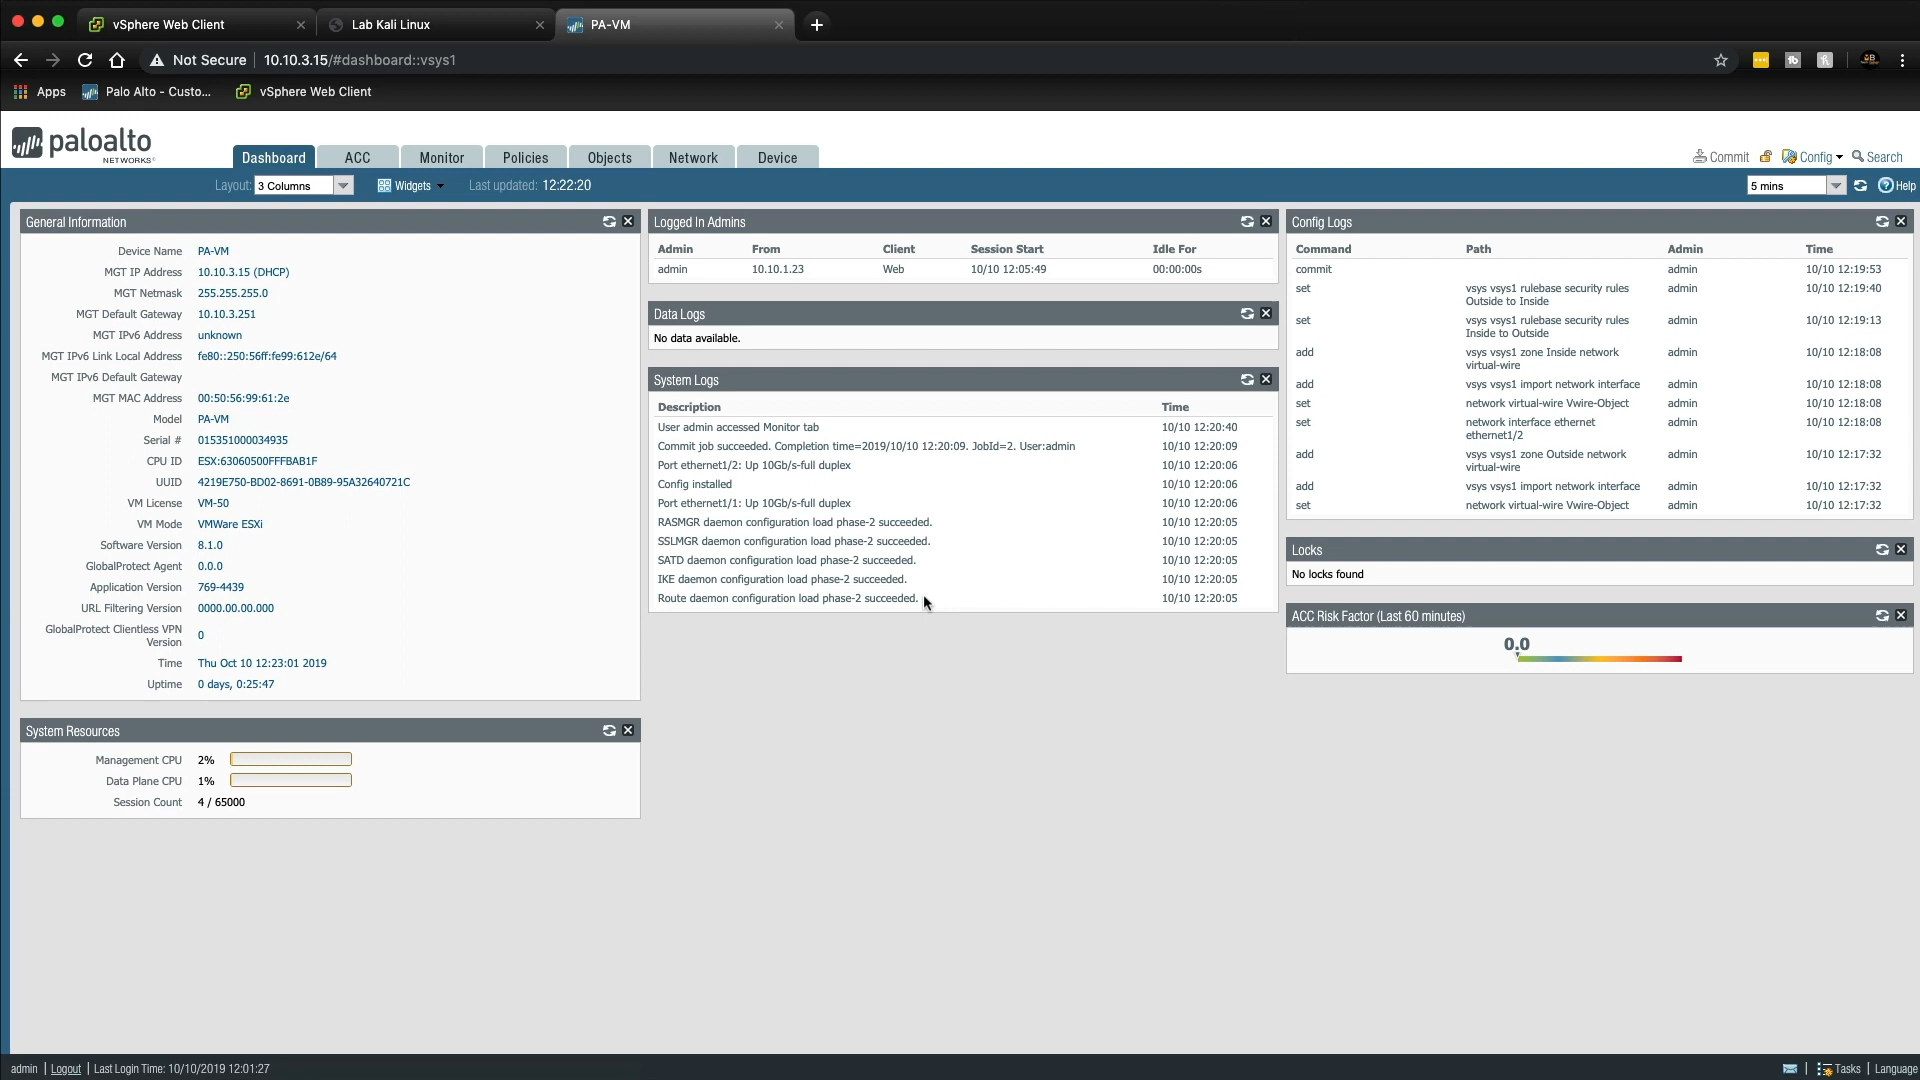 vSphere Web Client
Lab Kali Linux
PA-VM
Not Secure
10.10.3.15/#dashboard::vsys1
Apps
Palo Alto - Custo...
vSphere Web Client
paloalto
NETWORKS
Dashboard
ACC
Monitor
Policies
Objects
Network
Device
Commit
Config
Search
Layout: 3 Columns
Widgets
Last updated: 12:22:20
5 mins
Help
General Information
Device Name PA-VM
MGT IP Address 10.10.3.15 (DHCP)
MGT Netmask 255.255.255.0
MGT Default Gateway 10.10.3.251
MGT IPv6 Address unknown
MGT IPv6 Link Local Address fe80::250:56ff:fe99:612e/64
MGT IPv6 Default Gateway
MGT MAC Address 00:50:56:99:61:2e
Model PA-VM
Serial # 015351000034935
CPU ID ESX:63060500FFFBAB1F
UUID 4219E750-BD02-8691-0B89-95A32640721C
VM License VM-50
VM Mode VMWare ESXi
Software Version 8.1.0
GlobalProtect Agent 0.0.0
Application Version 769-4439
URL Filtering Version 0000.00.00.000
GlobalProtect Clientless VPN
Version 0
Time Thu Oct 10 12:23:01 2019
Uptime 0 days, 0:25:47
System Resources
Management CPU 2%
Data Plane CPU 1%
Session Count 4 / 65000
Logged In Admins
Admin From Client Session Start Idle For
admin 10.10.1.23 Web 10/10 12:05:49 00:00:00s
Data Logs
No data available.
System Logs
Description Time
User admin accessed Monitor tab 10/10 12:20:40
Commit job succeeded. Completion time=2019/10/10 12:20:09. JobId=2. User:admin 10/10 12:20:09
Port ethernet1/2: Up 10Gb/s-full duplex 10/10 12:20:06
Config installed 10/10 12:20:06
Port ethernet1/1: Up 10Gb/s-full duplex 10/10 12:20:06
RASMGR daemon configuration load phase-2 succeeded. 10/10 12:20:05
SSLMGR daemon configuration load phase-2 succeeded. 10/10 12:20:05
SATD daemon configuration load phase-2 succeeded. 10/10 12:20:05
IKE daemon configuration load phase-2 succeeded. 10/10 12:20:05
Route daemon configuration load phase-2 succeeded. 10/10 12:20:05
Config Logs
Command Path Admin Time
commit admin 10/10 12:19:53
set vsys vsys1 rulebase security rules admin 10/10 12:19:40
Outside to Inside
set vsys vsys1 rulebase security rules admin 10/10 12:19:13
Inside to Outside
add vsys vsys1 zone Inside network admin 10/10 12:18:08
virtual-wire
add vsys vsys1 import network interface admin 10/10 12:18:08
set network virtual-wire Vwire-Object admin 10/10 12:18:08
set network interface ethernet admin 10/10 12:18:08
ethernet1/2
add vsys vsys1 zone Outside network admin 10/10 12:17:32
virtual-wire
add vsys vsys1 import network interface admin 10/10 12:17:32
set network virtual-wire Vwire-Object admin 10/10 12:17:32
Locks
No locks found
ACC Risk Factor (Last 60 minutes)
0.0
admin | Logout | Last Login Time: 10/10/2019 12:01:27
Tasks | Language